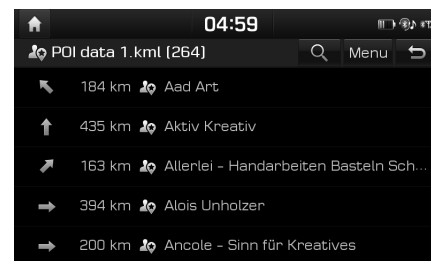 04:59
POI data 1.kml (264)
Menu
184 km Aad Art
435 km Aktiv Kreativ
163 km Allerlei - Handarbeiten Basteln Sch...
394 km Alois Unholzer
200 km Ancole - Sinn für Kreatives